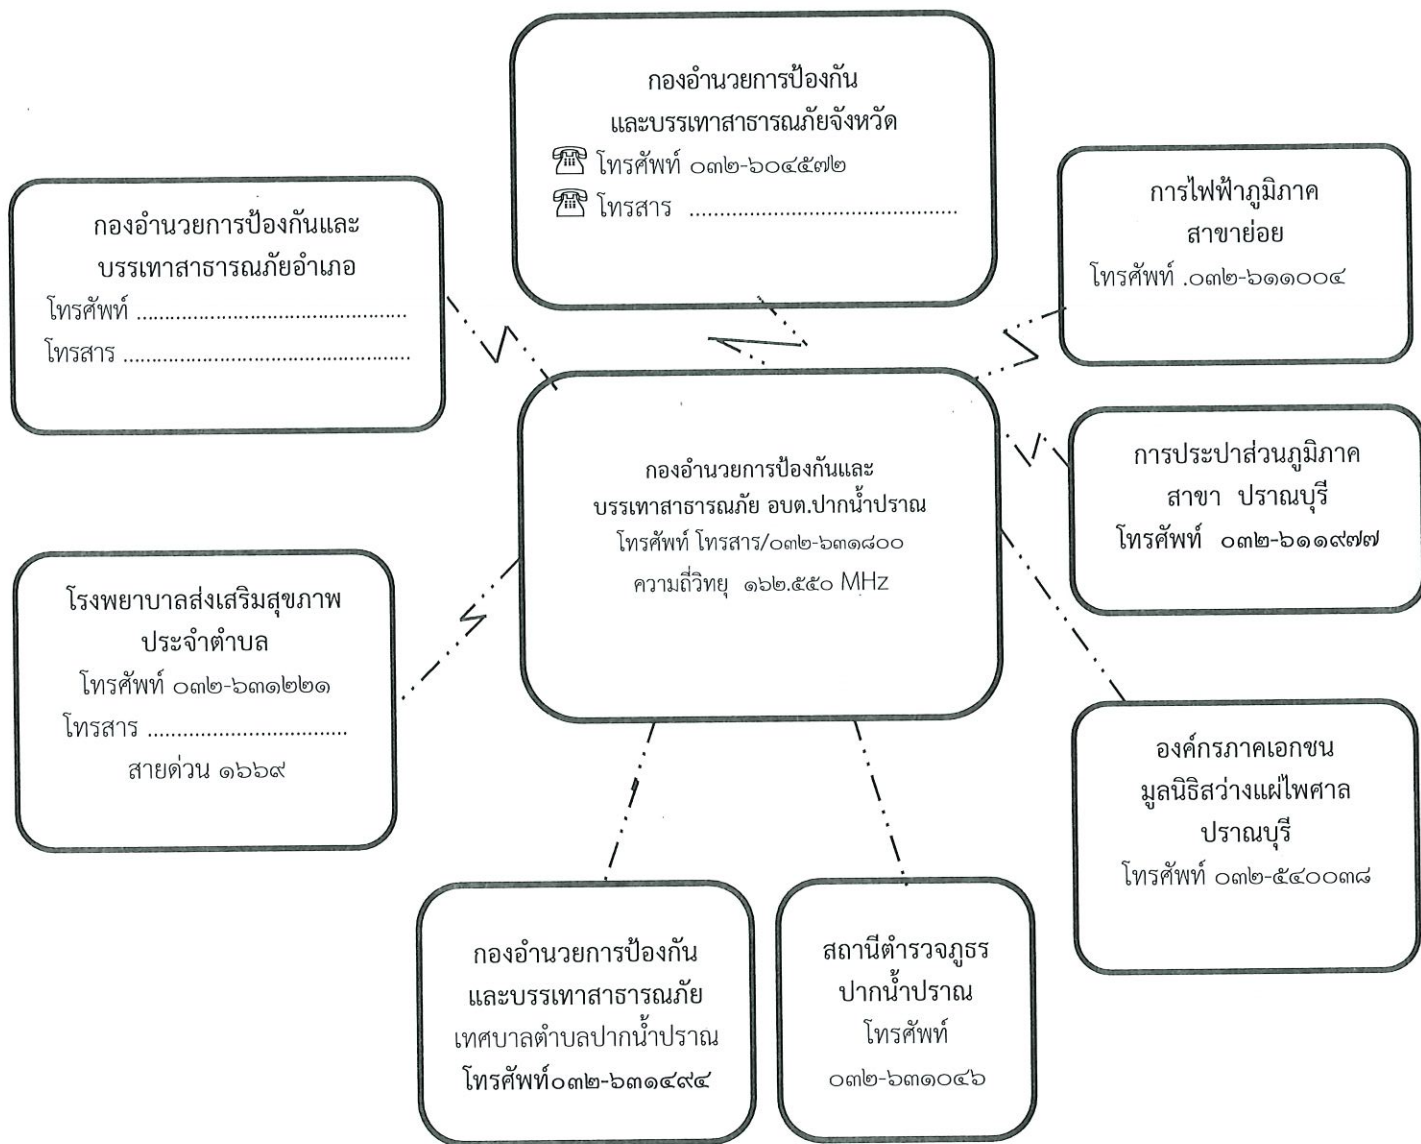 กองอำนวยการป้องกัน
และบรรเทาสาธารณภัยจังหวัด
โทรศัพท์ ๐๓๒-๖๐๔๕๗๒
โทรสาร ............................................
กองอำนวยการป้องกันและ
บรรเทาสาธารณภัยอำเภอ
โทรศัพท์ ................................................
โทรสาร ...................................................
การไฟฟ้าภูมิภาค
สาขาย่อย
โทรศัพท์ .๐๓๒-๖๑๑๐๐๔
กองอำนวยการป้องกันและ
บรรเทาสาธารณภัย อบต.ปากน้ำปราณ
โทรศัพท์ โทรสาร/๐๓๒-๖๓๑๘๐๐
ความถี่วิทยุ ๑๖๒.๕๕๐ MHz
การประปาส่วนภูมิภาค
สาขา ปราณบุรี
โทรศัพท์ ๐๓๒-๖๑๑๙๗๗
โรงพยาบาลส่งเสริมสุขภาพ
ประจำตำบล
โทรศัพท์ ๐๓๒-๖๓๑๒๒๑
โทรสาร ...................................
สายด่วน ๑๖๖๙
องค์กรภาคเอกชน
มูลนิธิสว่างแผ่ไพศาล
ปราณบุรี
โทรศัพท์ ๐๓๒-๕๔๐๐๓๘
กองอำนวยการป้องกัน
และบรรเทาสาธารณภัย
เทศบาลตำบลปากน้ำปราณ
โทรศัพท์๐๓๒-๖๓๑๔๙๔
สถานีตำรวจภูธร
ปากน้ำปราณ
โทรศัพท์
๐๓๒-๖๓๑๐๔๖